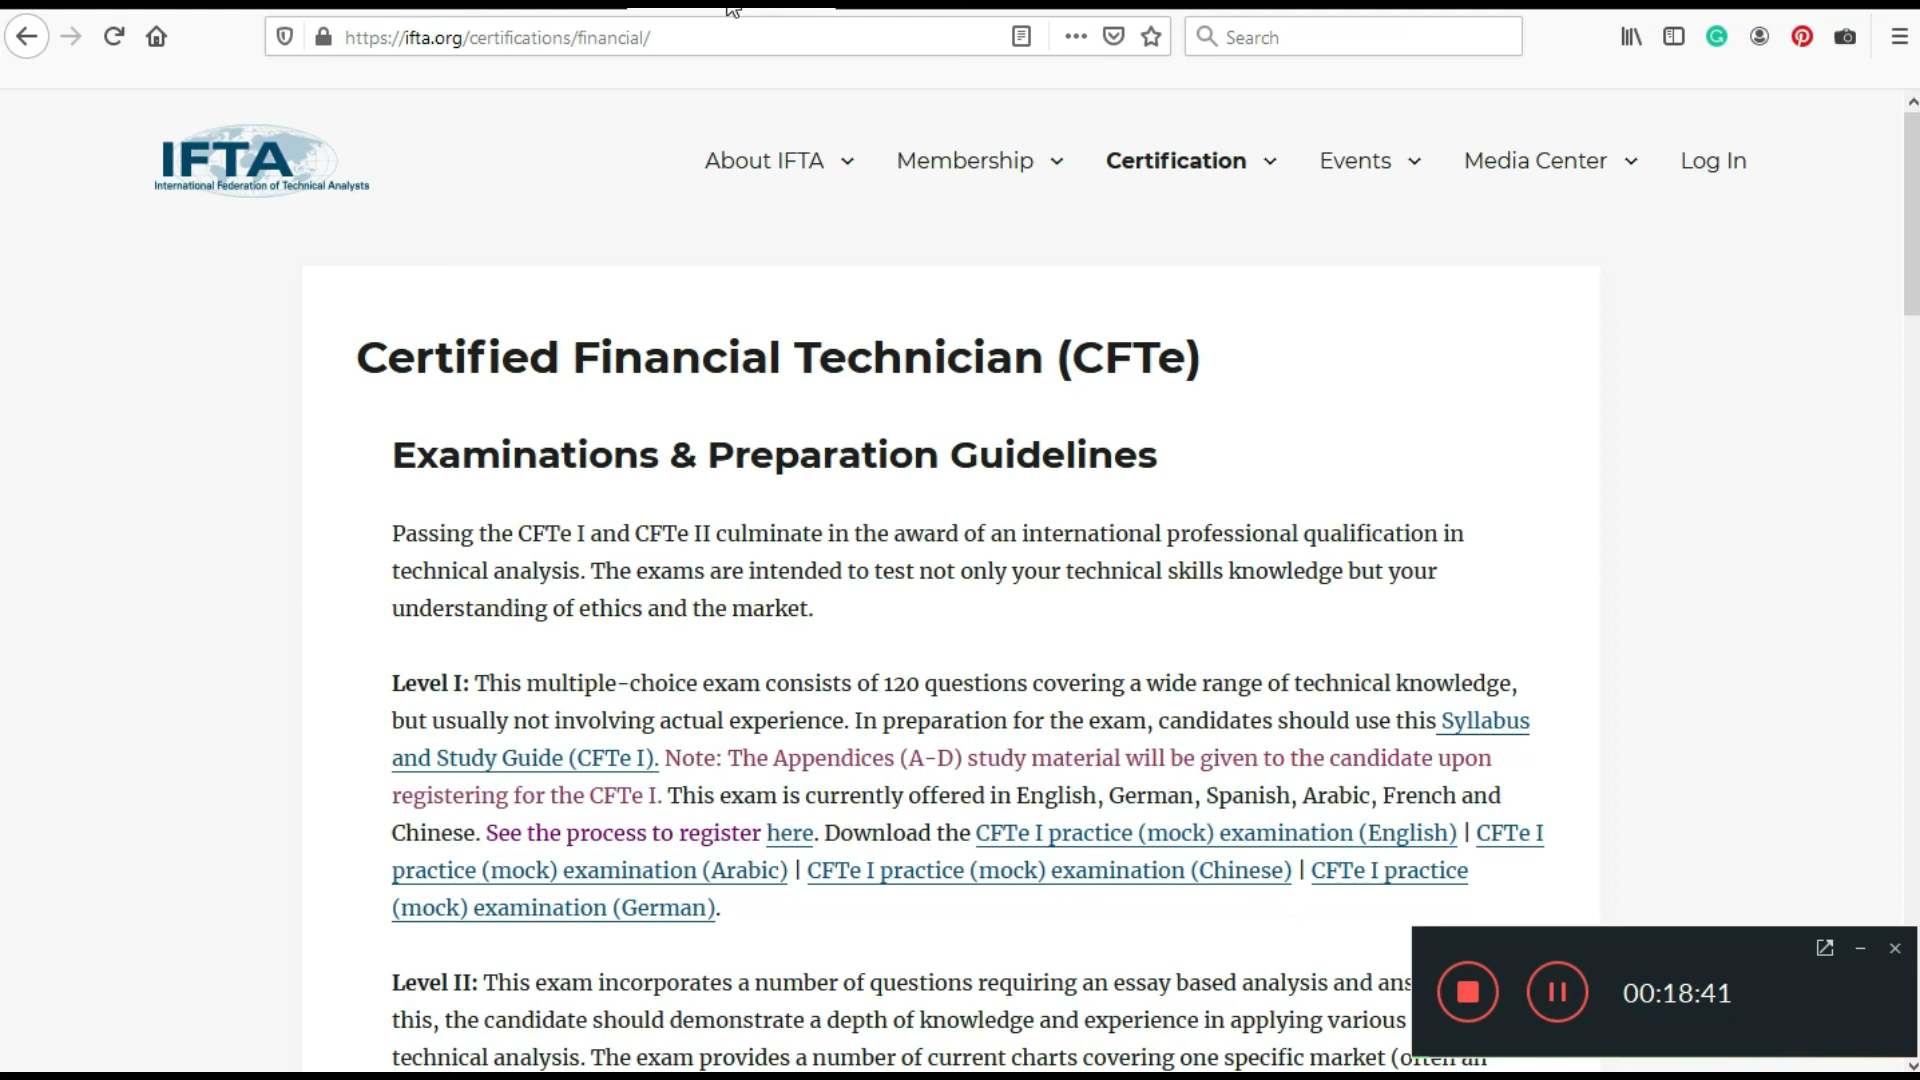 https://ifta.org/certifications/financial/
Search
IFTA
International Federation of Technical Analysts
About IFTA
Membership
Certification
Events
Media Center
Log In
Certified Financial Technician (CFTe)
Examinations & Preparation Guidelines
Passing the CFTe I and CFTe II culminate in the award of an international professional qualification in
technical analysis. The exams are intended to test not only your technical skills knowledge but your
understanding of ethics and the market.
Level I: This multiple-choice exam consists of 120 questions covering a wide range of technical knowledge,
but usually not involving actual experience. In preparation for the exam, candidates should use this Syllabus
and Study Guide (CFTe I). Note: The Appendices (A-D) study material will be given to the candidate upon
registering for the CFTe I. This exam is currently offered in English, German, Spanish, Arabic, French and
Chinese. See the process to register here. Download the CFTe I practice (mock) examination (English) | CFTe I
practice (mock) examination (Arabic) | CFTe I practice (mock) examination (Chinese) | CFTe I practice
(mock) examination (German).
Level II: This exam incorporates a number of questions requiring an essay based analysis and
this, the candidate should demonstrate a depth of knowledge and experience in applying various
technical analysis. The exam provides a number of current charts covering one specific market
00:18:41